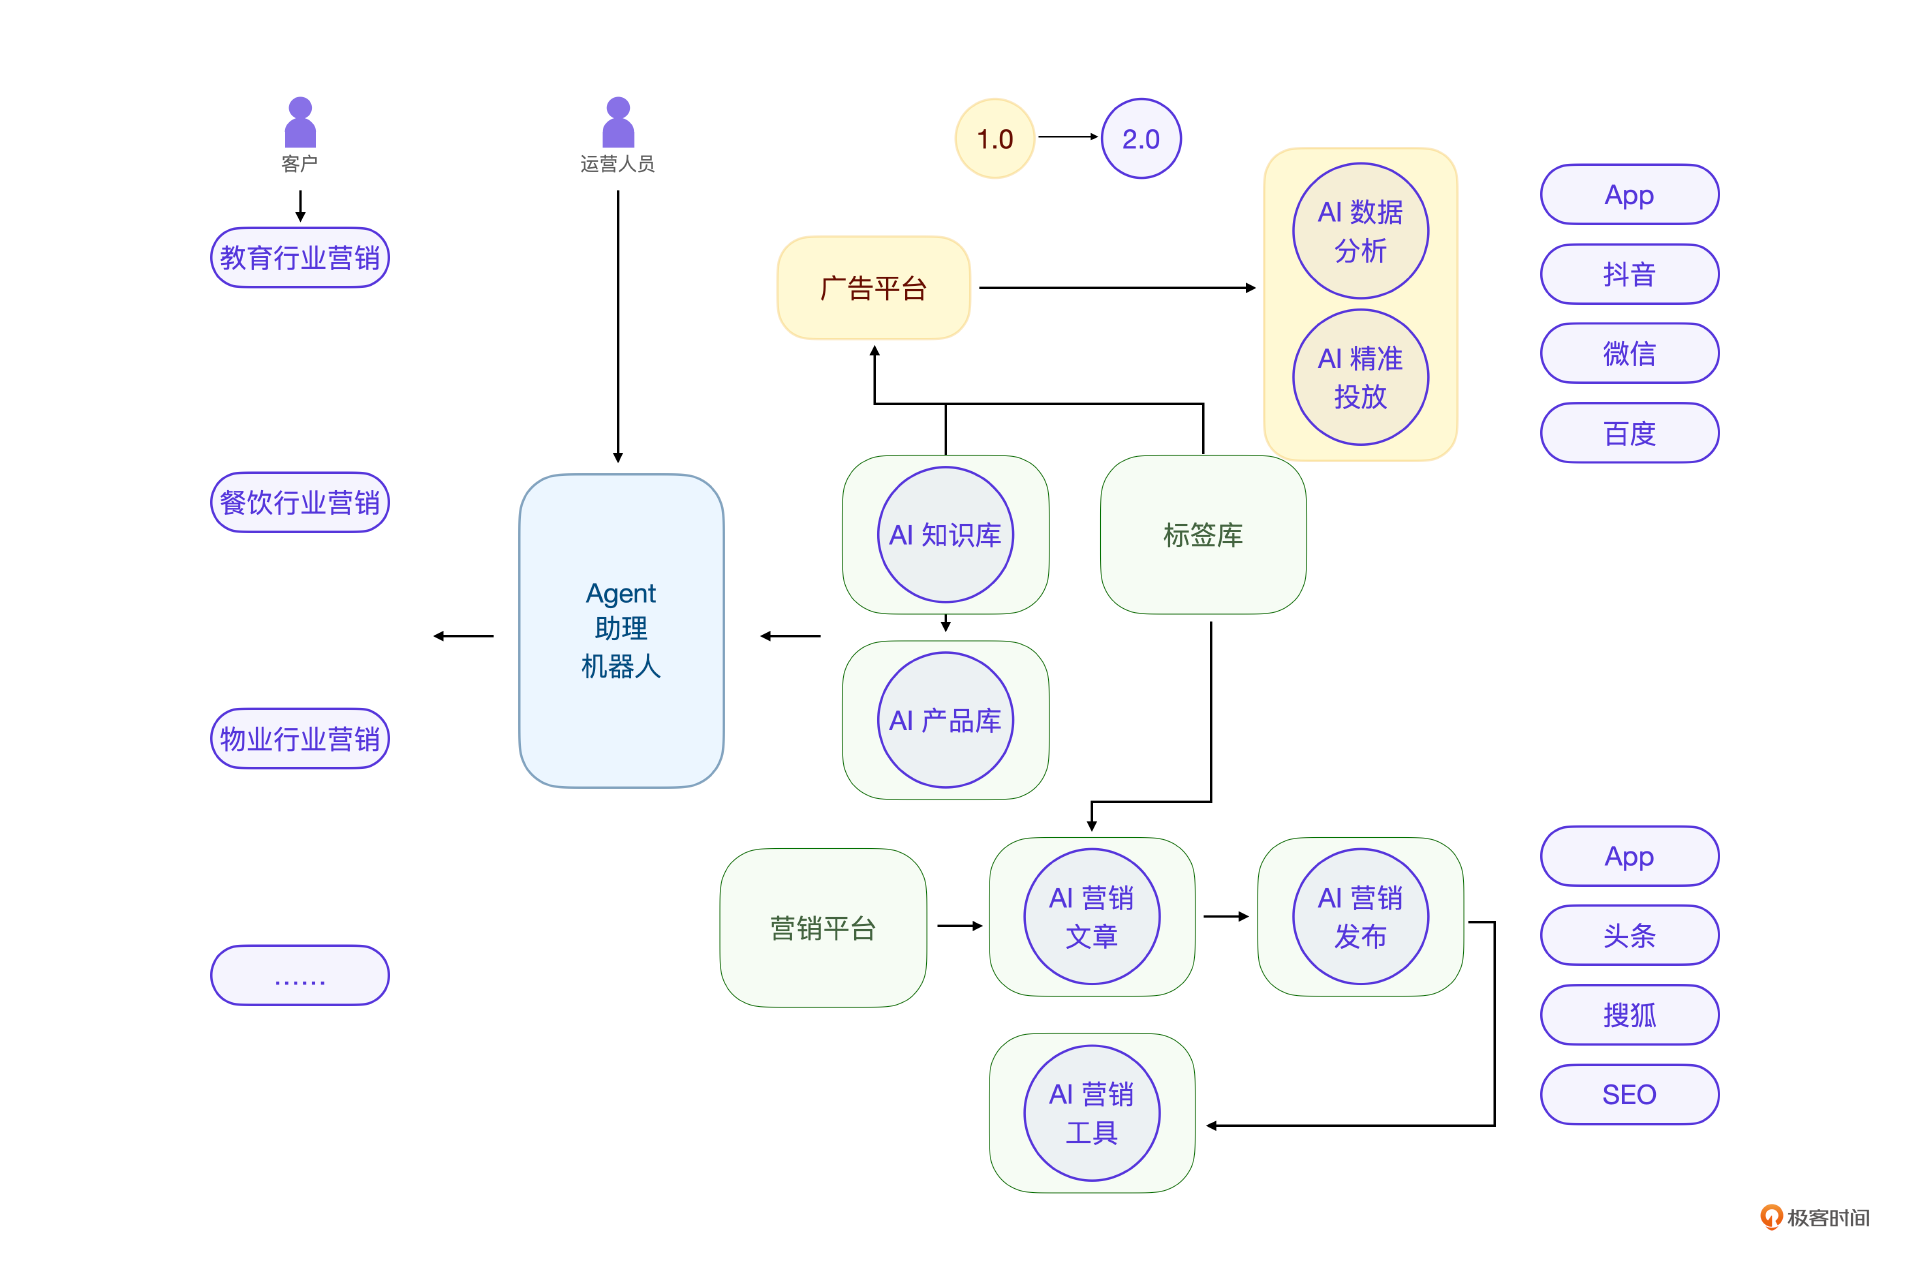 客户
运营人员
1.0
2.0
教育行业营销
餐饮行业营销
物业行业营销
......
Agent
助理
机器人
广告平台
AI 数据
分析
AI 精准
投放
App
抖音
微信
百度
AI 知识库
标签库
AI 产品库
营销平台
AI 营销
文章
AI 营销
发布
AI 营销
工具
App
头条
搜狐
SEO
极客时间